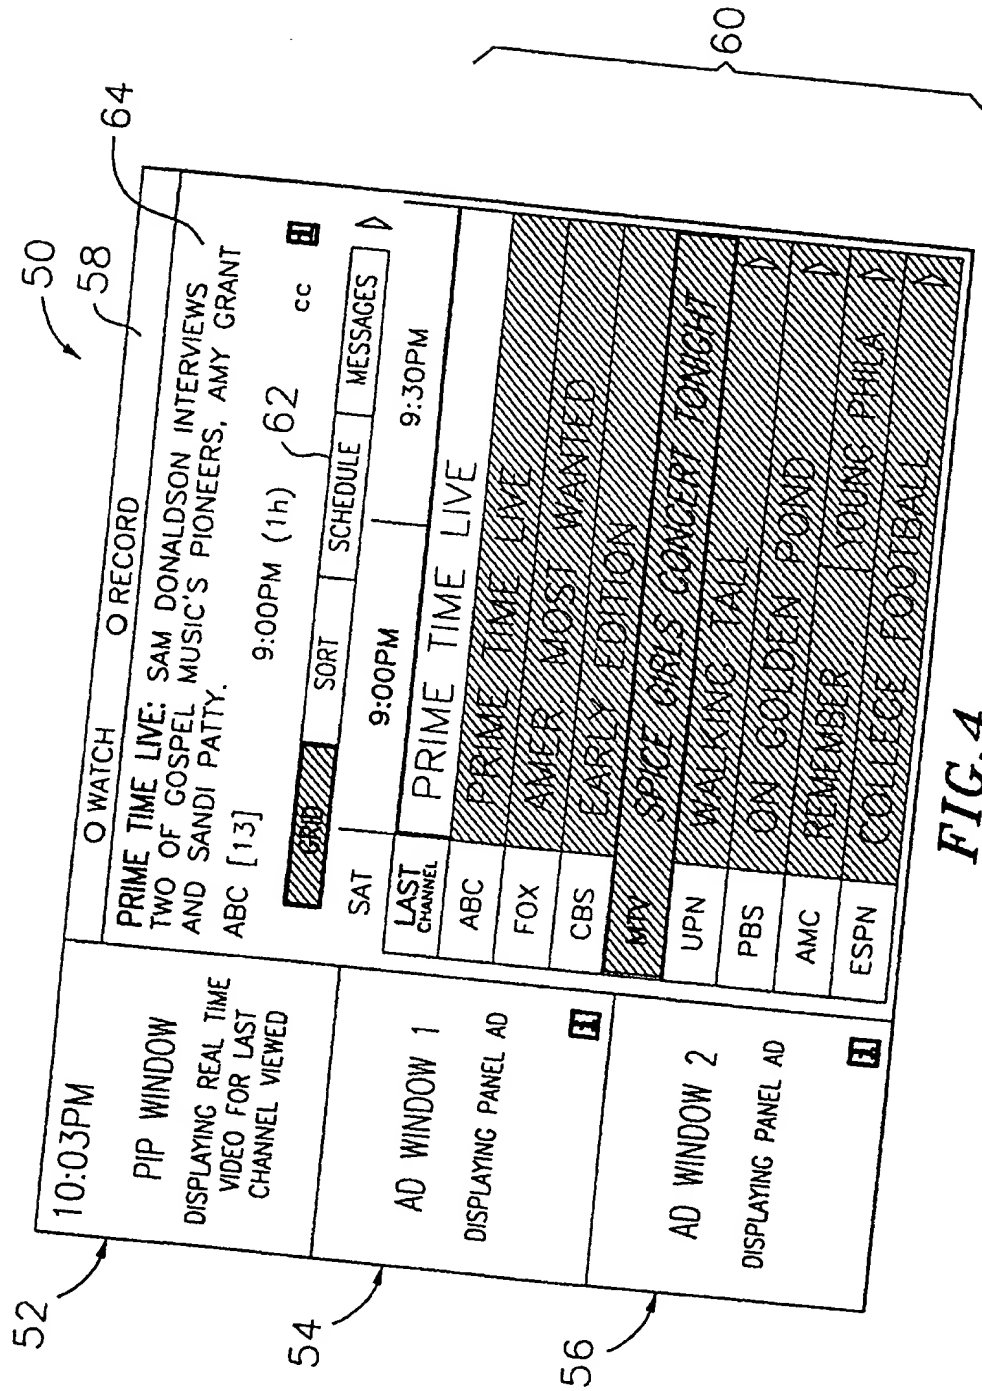 50
58
64
52
54
56
60
62
10:03PM
PIP WINDOW
DISPLAYING REAL TIME
VIDEO FOR LAST
CHANNEL VIEWED
AD WINDOW 1
DISPLAYING PANEL AD
i
AD WINDOW 2
DISPLAYING PANEL AD
i
O WATCH O RECORD
PRIME TIME LIVE: SAM DONALDSON INTERVIEWS
TWO OF GOSPEL MUSIC'S PIONEERS, AMY GRANT
AND SANDI PATTY.
ABC [13] 9:00PM (1h) cc i
GRID SORT SCHEDULE MESSAGES
SAT 9:00PM 9:30PM
LAST
CHANNEL
PRIME TIME LIVE
ABC PRIME TIME LIVE
FOX AMER MOST WANTED
CBS EARLY EDITION
MTV SPICE GIRLS CONCERT TONIGHT
UPN WALKING TALL
PBS ON GOLDEN POND
AMC REMEMBER YOUNG PHILA
ESPN COLLEGE FOOTBALL
FIG.4